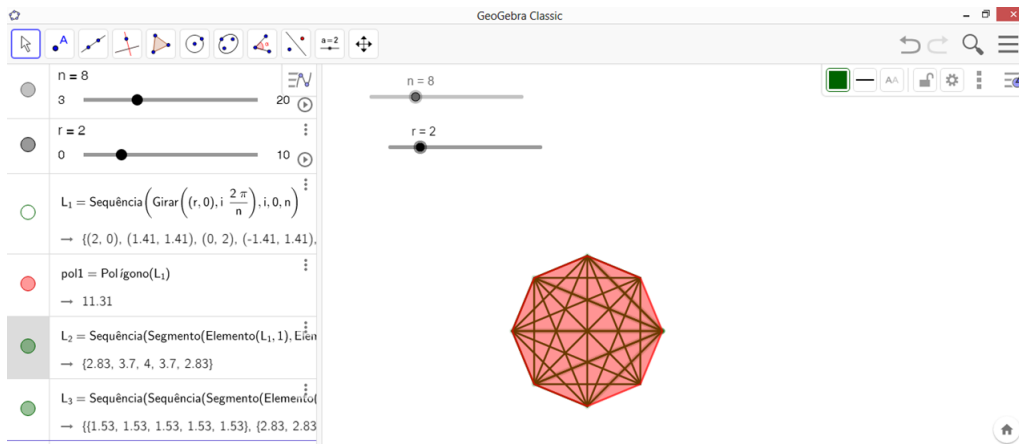 GeoGebra Classic
A
a=2
n = 8
3
20
r = 2
0
10
L₁ = Sequência(Girar((r, 0), i 2 π/n), i, 0, n)
→ {(2, 0), (1.41, 1.41), (0, 2), (-1.41, 1.41),
pol1 = Polígono(L₁)
→ 11.31
L₂ = Sequência(Segmento(Elemento(L₁, 1), Elem
→ {2.83, 3.7, 4, 3.7, 2.83}
L₃ = Sequência(Sequência(Segmento(Elemento(
→ {{1.53, 1.53, 1.53, 1.53, 1.53}, {2.83, 2.83
n = 8
r = 2
AA